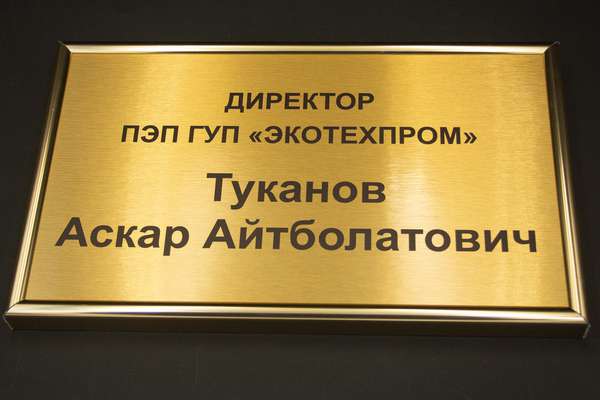 ДИРЕКТОР
ПЭП ГУП «ЭКОТЕХПРОМ»
Туканов
Аскар Айтболатович